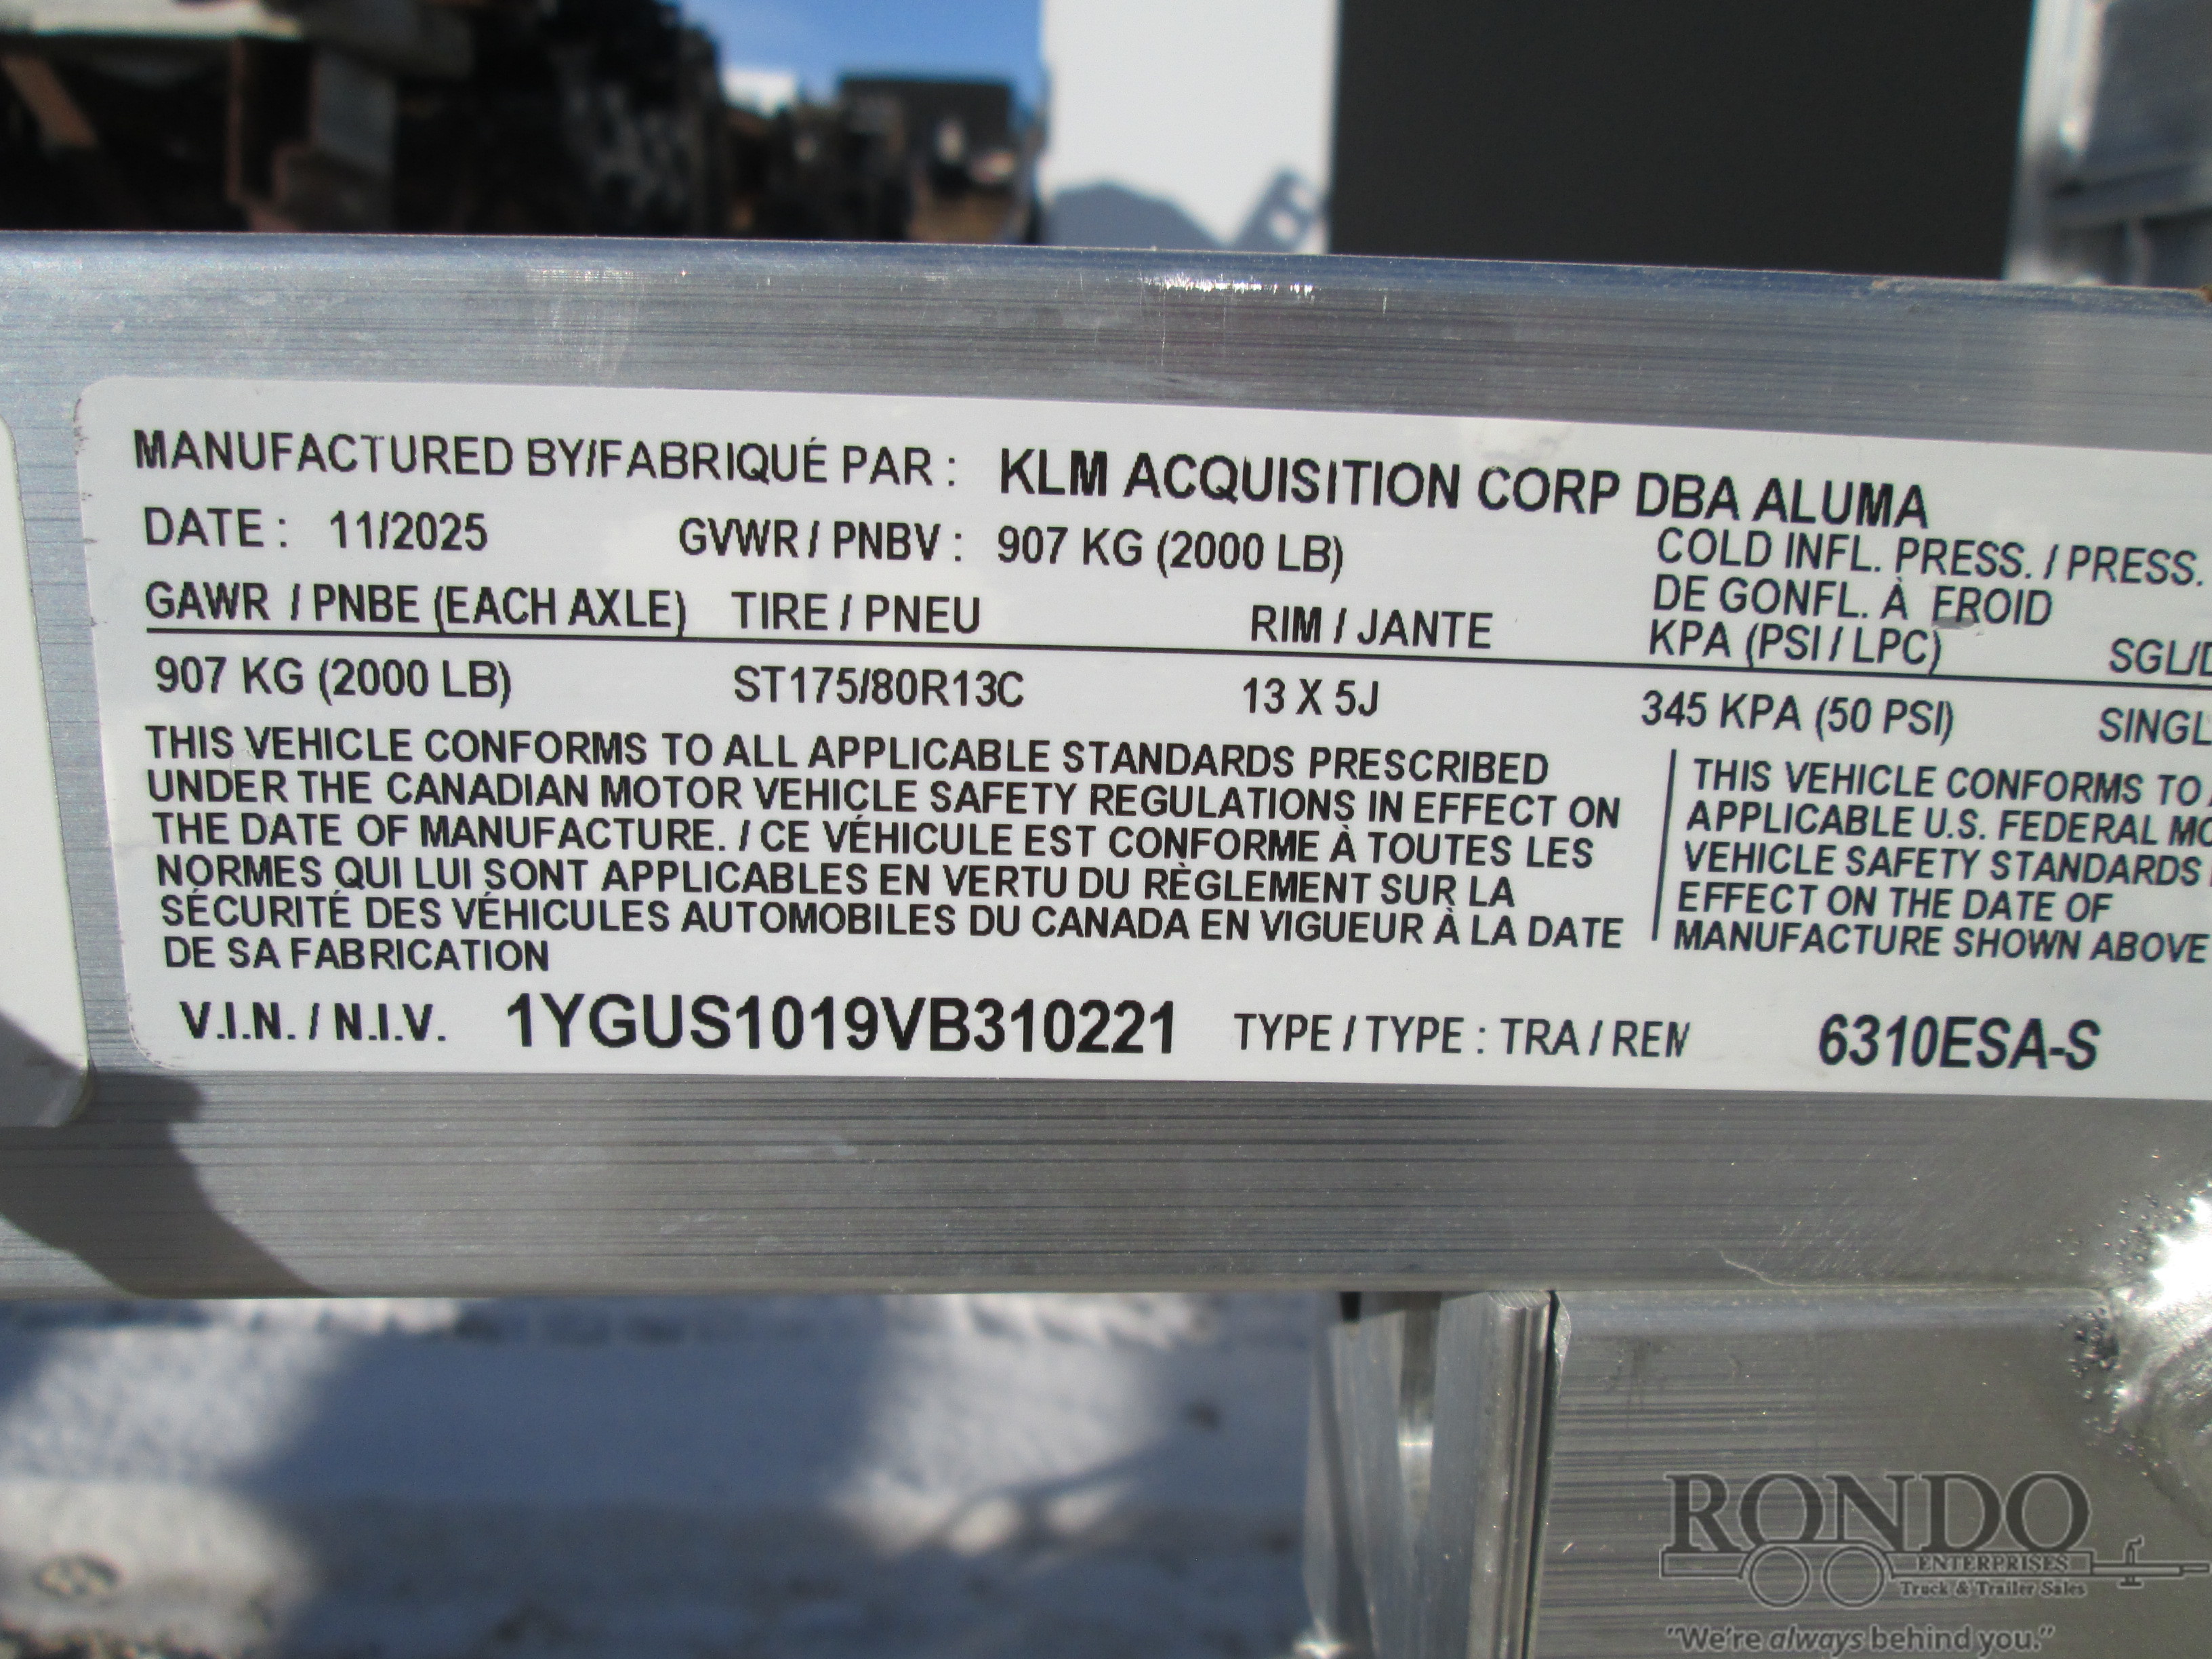 MANUFACTURED BY/FABRIQUÉ PAR : KLM ACQUISITION CORP DBA ALUMA
DATE : 11/2025 GVWR / PNBV : 907 KG (2000 LB)
COLD INFL. PRESS. / PRESS.
DE GONFL. À FROID
GAWR / PNBE (EACH AXLE) TIRE / PNEU RIM / JANTE KPA (PSI / LPC) SGL/D
907 KG (2000 LB) ST175/80R13C 13 X 5J 345 KPA (50 PSI) SINGL
THIS VEHICLE CONFORMS TO ALL APPLICABLE STANDARDS PRESCRIBED
UNDER THE CANADIAN MOTOR VEHICLE SAFETY REGULATIONS IN EFFECT ON
THE DATE OF MANUFACTURE. / CE VÉHICULE EST CONFORME À TOUTES LES
NORMES QUI LUI SONT APPLICABLES EN VERTU DU RÈGLEMENT SUR LA
SÉCURITÉ DES VÉHICULES AUTOMOBILES DU CANADA EN VIGUEUR À LA DATE
DE SA FABRICATION
THIS VEHICLE CONFORMS TO
APPLICABLE U.S. FEDERAL MO
VEHICLE SAFETY STANDARDS
EFFECT ON THE DATE OF
MANUFACTURE SHOWN ABOVE
V.I.N. / N.I.V. 1YGUS1019VB310221 TYPE / TYPE : TRA / REM 6310ESA-S
RONDO
ENTERPRISES
Truck & Trailer Sales
"We're always behind you."